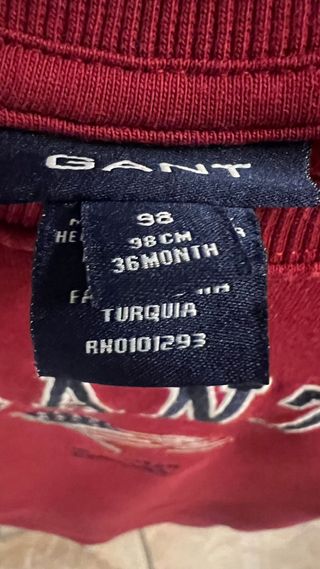 GANT
98
98 CM
36 MONTH
TURQUIA
RN0101293